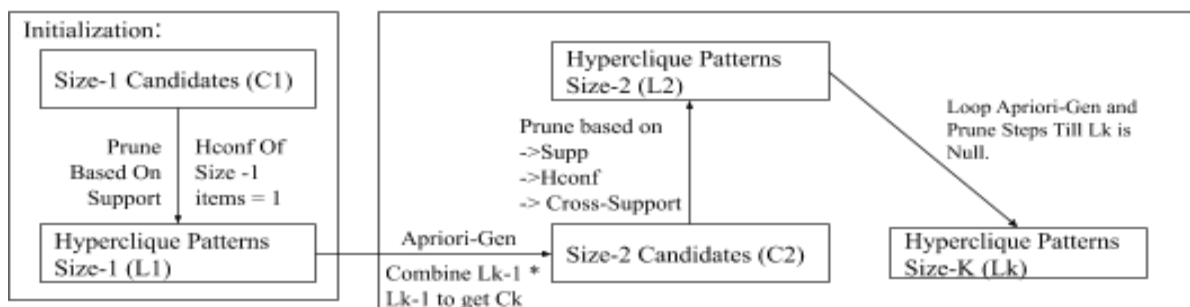 Initialization:
Size-1 Candidates (C1)
Prune
Based On
Support
Hconf Of
Size -1
items = 1
Hyperclique Patterns
Size-1 (L1)
Apriori-Gen
Combine Lk-1 *
Lk-1 to get Ck
Hyperclique Patterns
Size-2 (L2)
Prune based on
->Supp
->Hconf
-> Cross-Support
Size-2 Candidates (C2)
Loop Apriori-Gen and
Prune Steps Till Lk is
Null.
Hyperclique Patterns
Size-K (Lk)